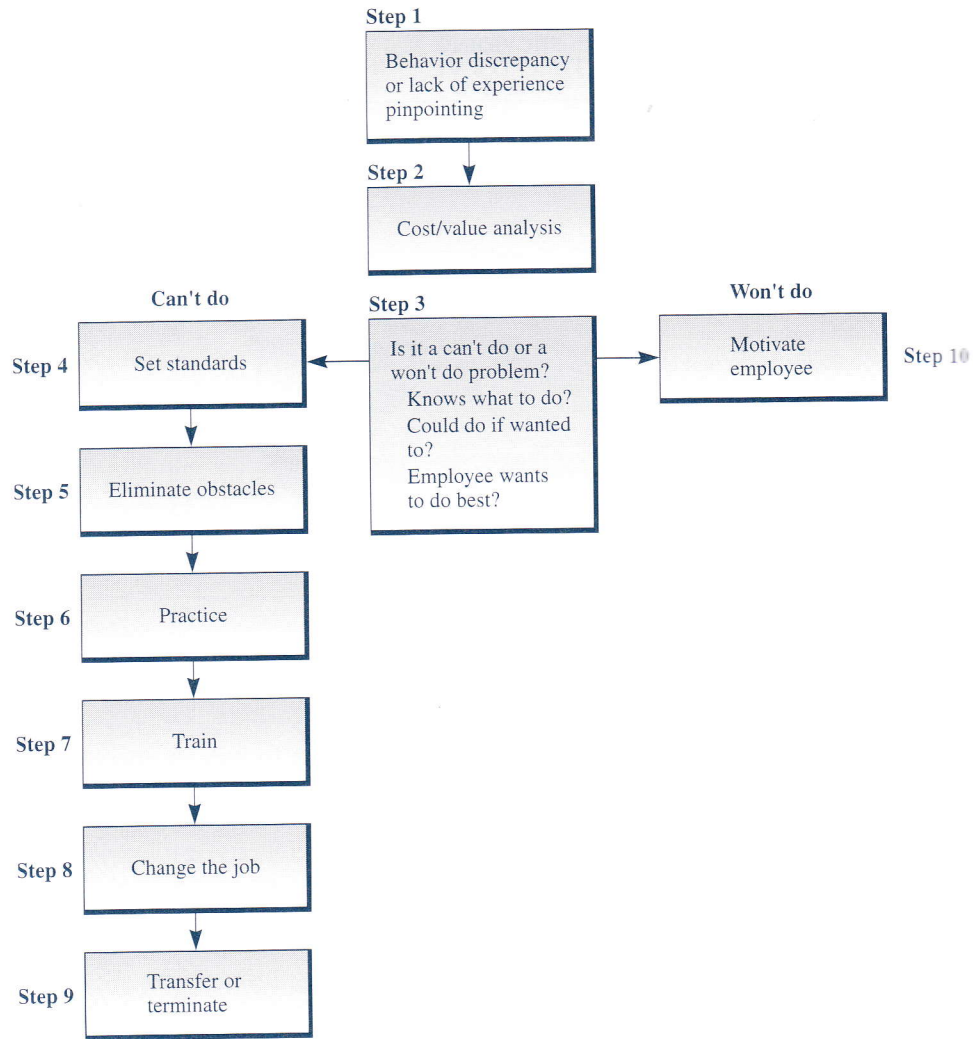 Step 1
Behavior discrepancy
or lack of experience
pinpointing
Step 2
Cost/value analysis
Can't do
Step 3
Won't do
Step 4
Set standards
Is it a can't do or a
won't do problem?
Knows what to do?
Could do if wanted
to?
Employee wants
to do best?
Motivate
employee
Step 10
Step 5
Eliminate obstacles
Step 6
Practice
Step 7
Train
Step 8
Change the job
Step 9
Transfer or
terminate